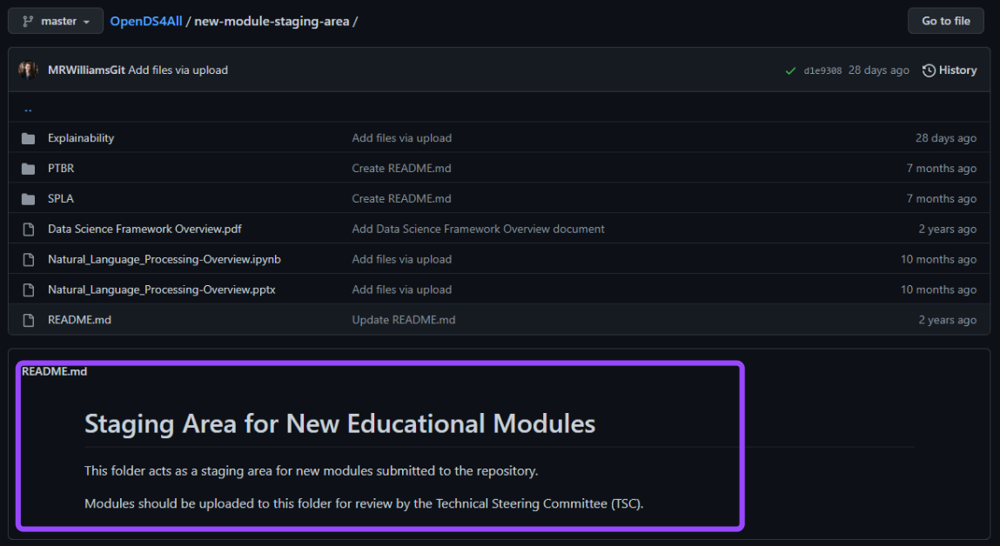 master OpenDS4All / new-module-staging-area / Go to file
MRWilliamsGit Add files via upload d1e9308 28 days ago History
..
Explainability Add files via upload 28 days ago
PTBR Create README.md 7 months ago
SPLA Create README.md 7 months ago
Data Science Framework Overview.pdf Add Data Science Framework Overview document 2 years ago
Natural_Language_Processing-Overview.ipynb Add files via upload 10 months ago
Natural_Language_Processing-Overview.pptx Add files via upload 10 months ago
README.md Update README.md 2 years ago
README.md
Staging Area for New Educational Modules
This folder acts as a staging area for new modules submitted to the repository.
Modules should be uploaded to this folder for review by the Technical Steering Committee (TSC).